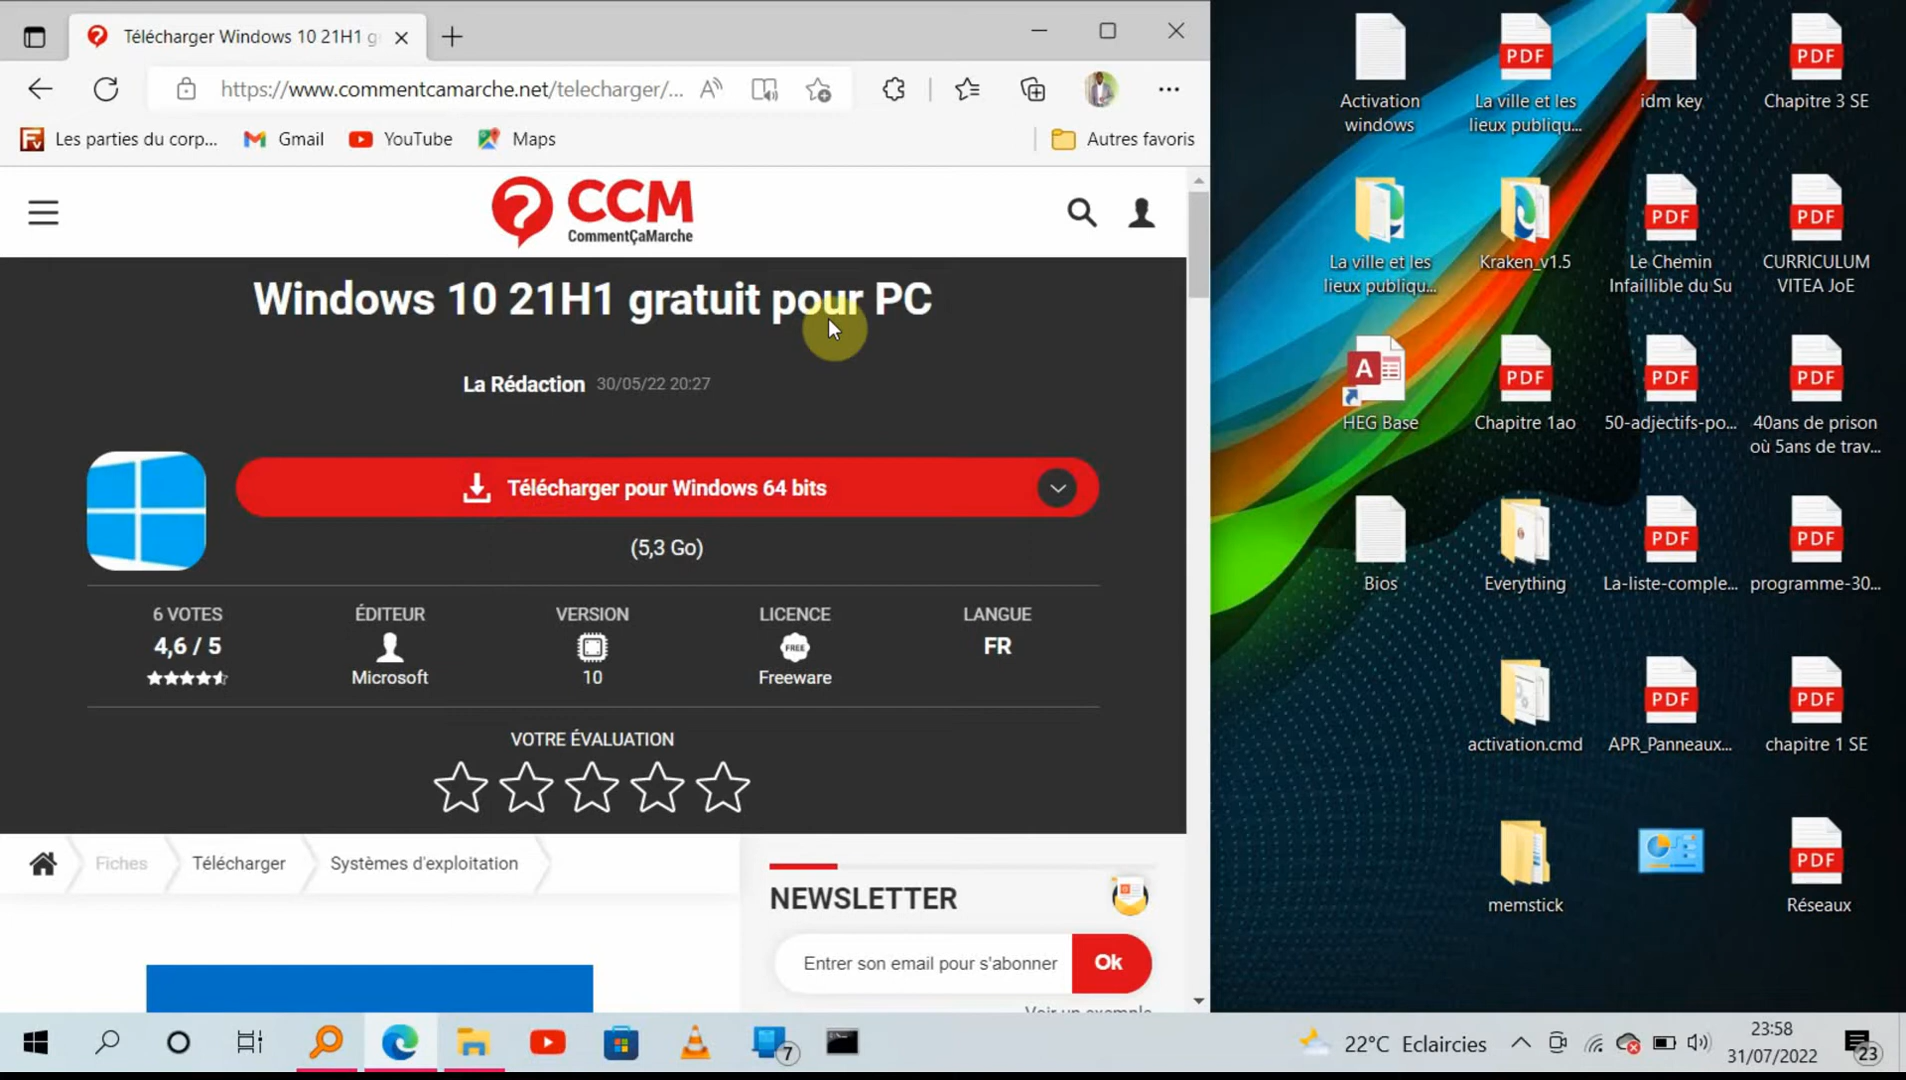 Télécharger Windows 10 21H1 g
https://www.commentcamarche.net/telecharger/...
Les parties du corp...
Gmail
YouTube
Maps
Autres favoris
CCM
CommentÇaMarche
Windows 10 21H1 gratuit pour PC
La Rédaction 30/05/22 20:27
Télécharger pour Windows 64 bits
(5,3 Go)
6 VOTES
4,6 / 5
ÉDITEUR
Microsoft
VERSION
10
LICENCE
FREE
Freeware
LANGUE
FR
VOTRE ÉVALUATION
Fiches
Télécharger
Systèmes d'exploitation
NEWSLETTER
Entrer son email pour s'abonner
Ok
Voir un exemple
Activation
windows
PDF
La ville et les
lieux publiqu...
idm key
PDF
Chapitre 3 SE
La ville et les
lieux publiqu...
Kraken_v1.5
PDF
Le Chemin
Infaillible du Su
PDF
CURRICULUM
VITEA JoE
A
HEG Base
PDF
Chapitre 1ao
PDF
50-adjectifs-po...
PDF
40ans de prison
où 5ans de trav...
Bios
Everything
PDF
La-liste-comple...
PDF
programme-30...
activation.cmd
PDF
APR_Panneaux...
PDF
chapitre 1 SE
memstick
PDF
Réseaux
7
22°C Eclaircies
23:58
31/07/2022
23